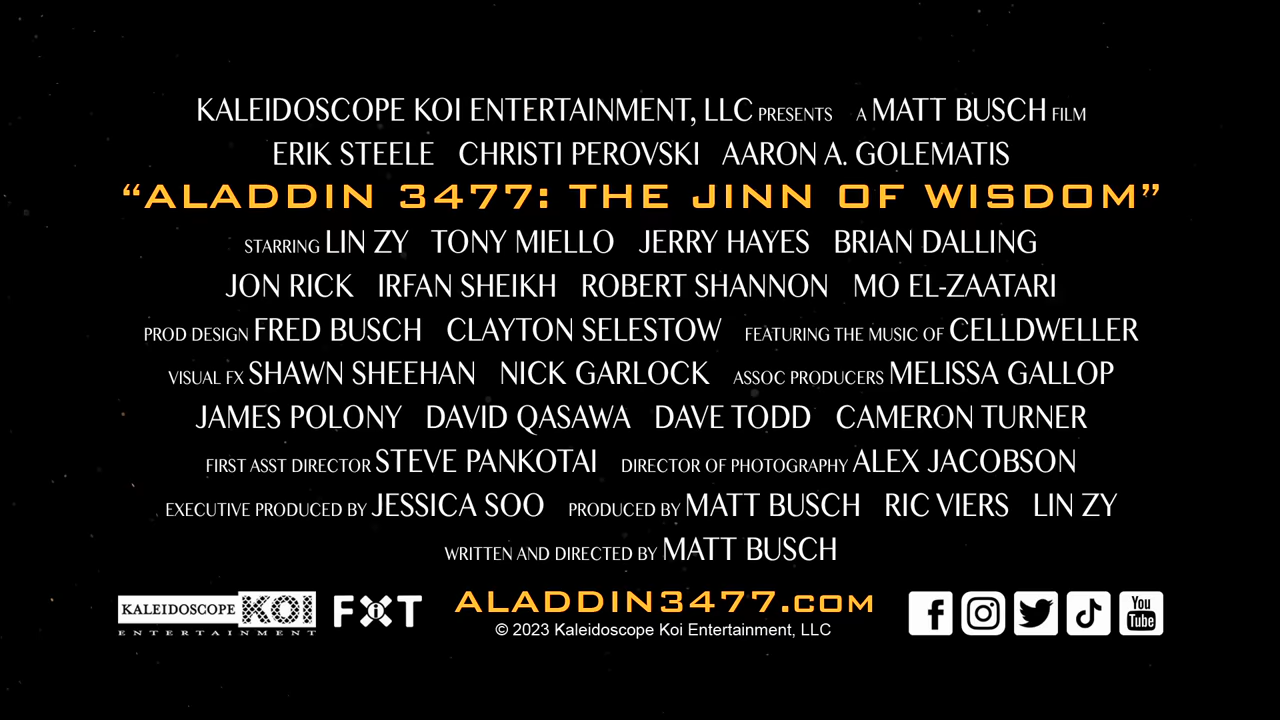 KALEIDOSCOPE KOI ENTERTAINMENT, LLC PRESENTS A MATT BUSCH FILM
ERIK STEELE CHRISTI PEROVSKI AARON A. GOLEMATIS
“ALADDIN 3477: THE JINN OF WISDOM”
STARRING LIN ZY TONY MIELLO JERRY HAYES BRIAN DALLING
JON RICK IRFAN SHEIKH ROBERT SHANNON MO EL-ZAATARI
PROD DESIGN FRED BUSCH CLAYTON SELESTOW FEATURING THE MUSIC OF CELLDWELLER
VISUAL FX SHAWN SHEEHAN NICK GARLOCK ASSOC PRODUCERS MELISSA GALLOP
JAMES POLONY DAVID QASAWA DAVE TODD CAMERON TURNER
FIRST ASST DIRECTOR STEVE PANKOTAI DIRECTOR OF PHOTOGRAPHY ALEX JACOBSON
EXECUTIVE PRODUCED BY JESSICA SOO PRODUCED BY MATT BUSCH RIC VIERS LIN ZY
WRITTEN AND DIRECTED BY MATT BUSCH
KALEIDOSCOPE KOI
ENTERTAINMENT
FXiT
ALADDIN3477.COM
© 2023 Kaleidoscope Koi Entertainment, LLC
You
Tube